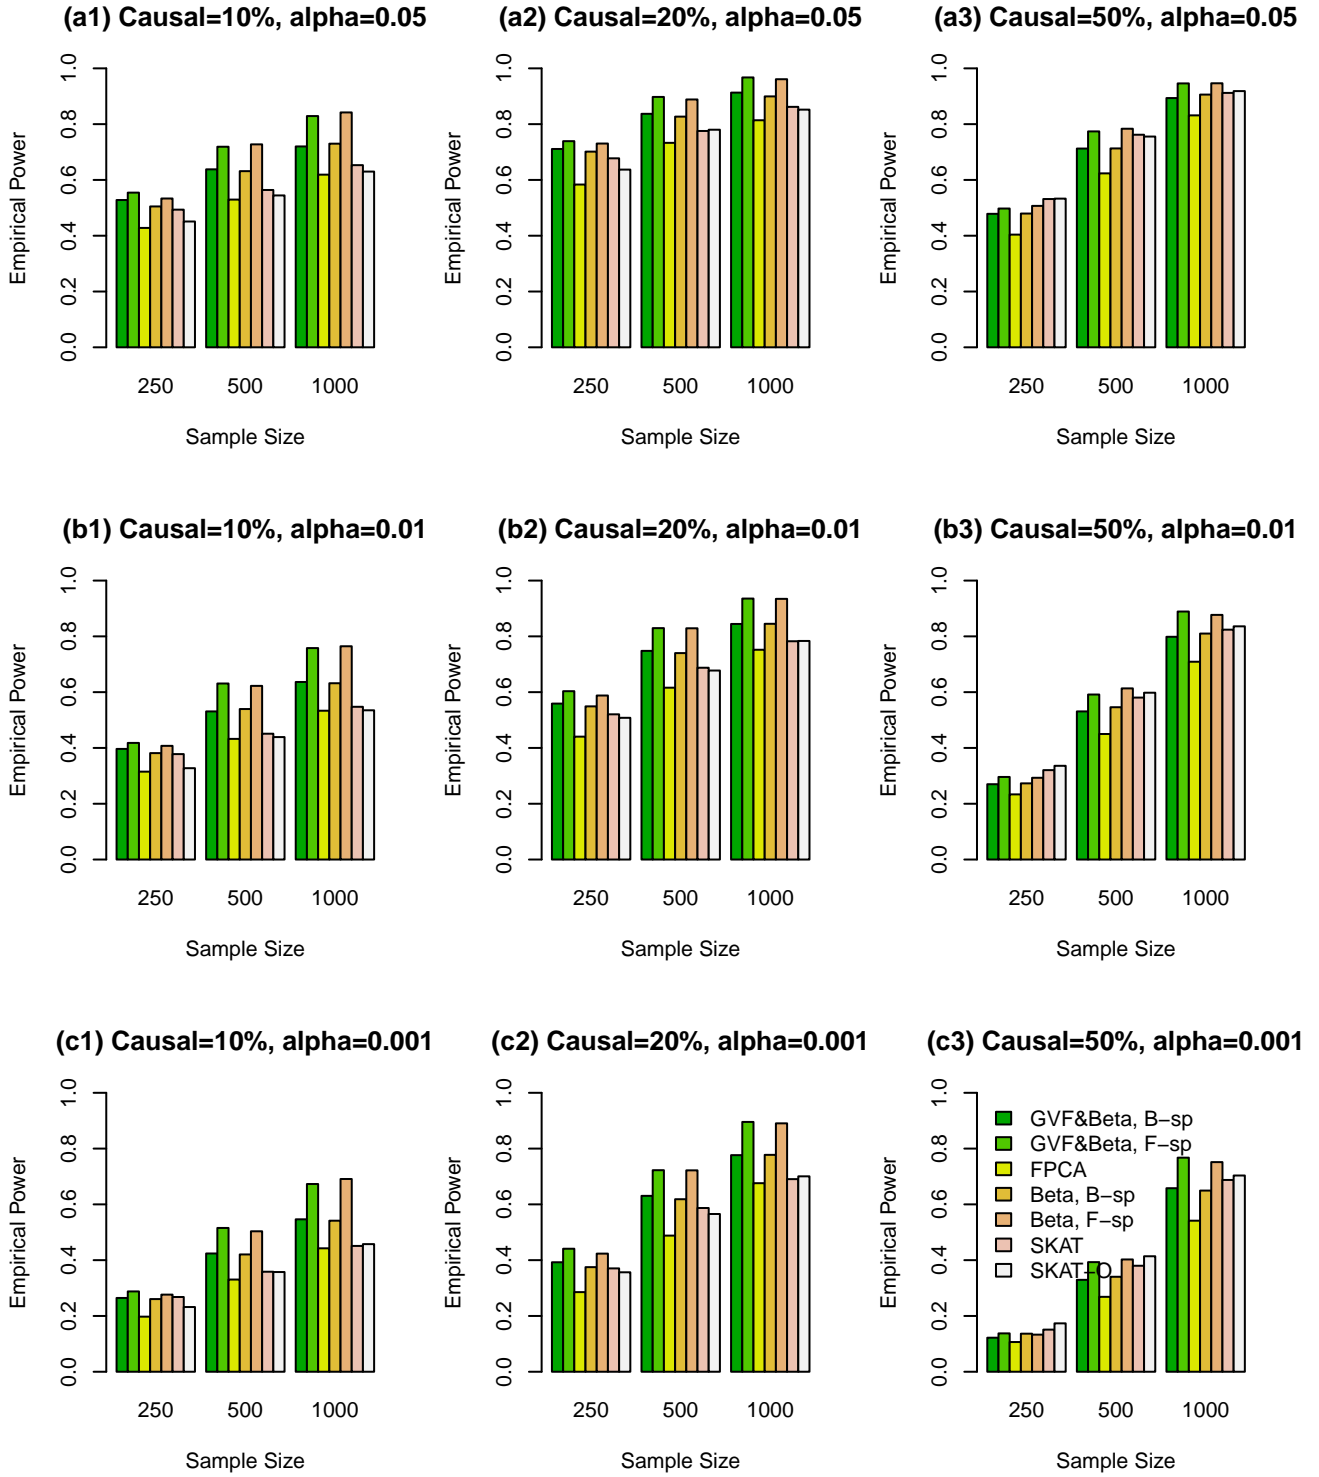 (a1) Causal=10%, alpha=0.05
Empirical Power
0.0 0.2 0.4 0.6 0.8 1.0
250 500 1000
Sample Size
(a2) Causal=20%, alpha=0.05
Empirical Power
0.0 0.2 0.4 0.6 0.8 1.0
250 500 1000
Sample Size
(a3) Causal=50%, alpha=0.05
Empirical Power
0.0 0.2 0.4 0.6 0.8 1.0
250 500 1000
Sample Size
(b1) Causal=10%, alpha=0.01
Empirical Power
0.0 0.2 0.4 0.6 0.8 1.0
250 500 1000
Sample Size
(b2) Causal=20%, alpha=0.01
Empirical Power
0.0 0.2 0.4 0.6 0.8 1.0
250 500 1000
Sample Size
(b3) Causal=50%, alpha=0.01
Empirical Power
0.0 0.2 0.4 0.6 0.8 1.0
250 500 1000
Sample Size
(c1) Causal=10%, alpha=0.001
Empirical Power
0.0 0.2 0.4 0.6 0.8 1.0
250 500 1000
Sample Size
(c2) Causal=20%, alpha=0.001
Empirical Power
0.0 0.2 0.4 0.6 0.8 1.0
250 500 1000
Sample Size
(c3) Causal=50%, alpha=0.001
Empirical Power
0.0 0.2 0.4 0.6 0.8 1.0
GVF&Beta, B−sp
GVF&Beta, F−sp
FPCA
Beta, B−sp
Beta, F−sp
SKAT
SKAT−O
250 500 1000
Sample Size